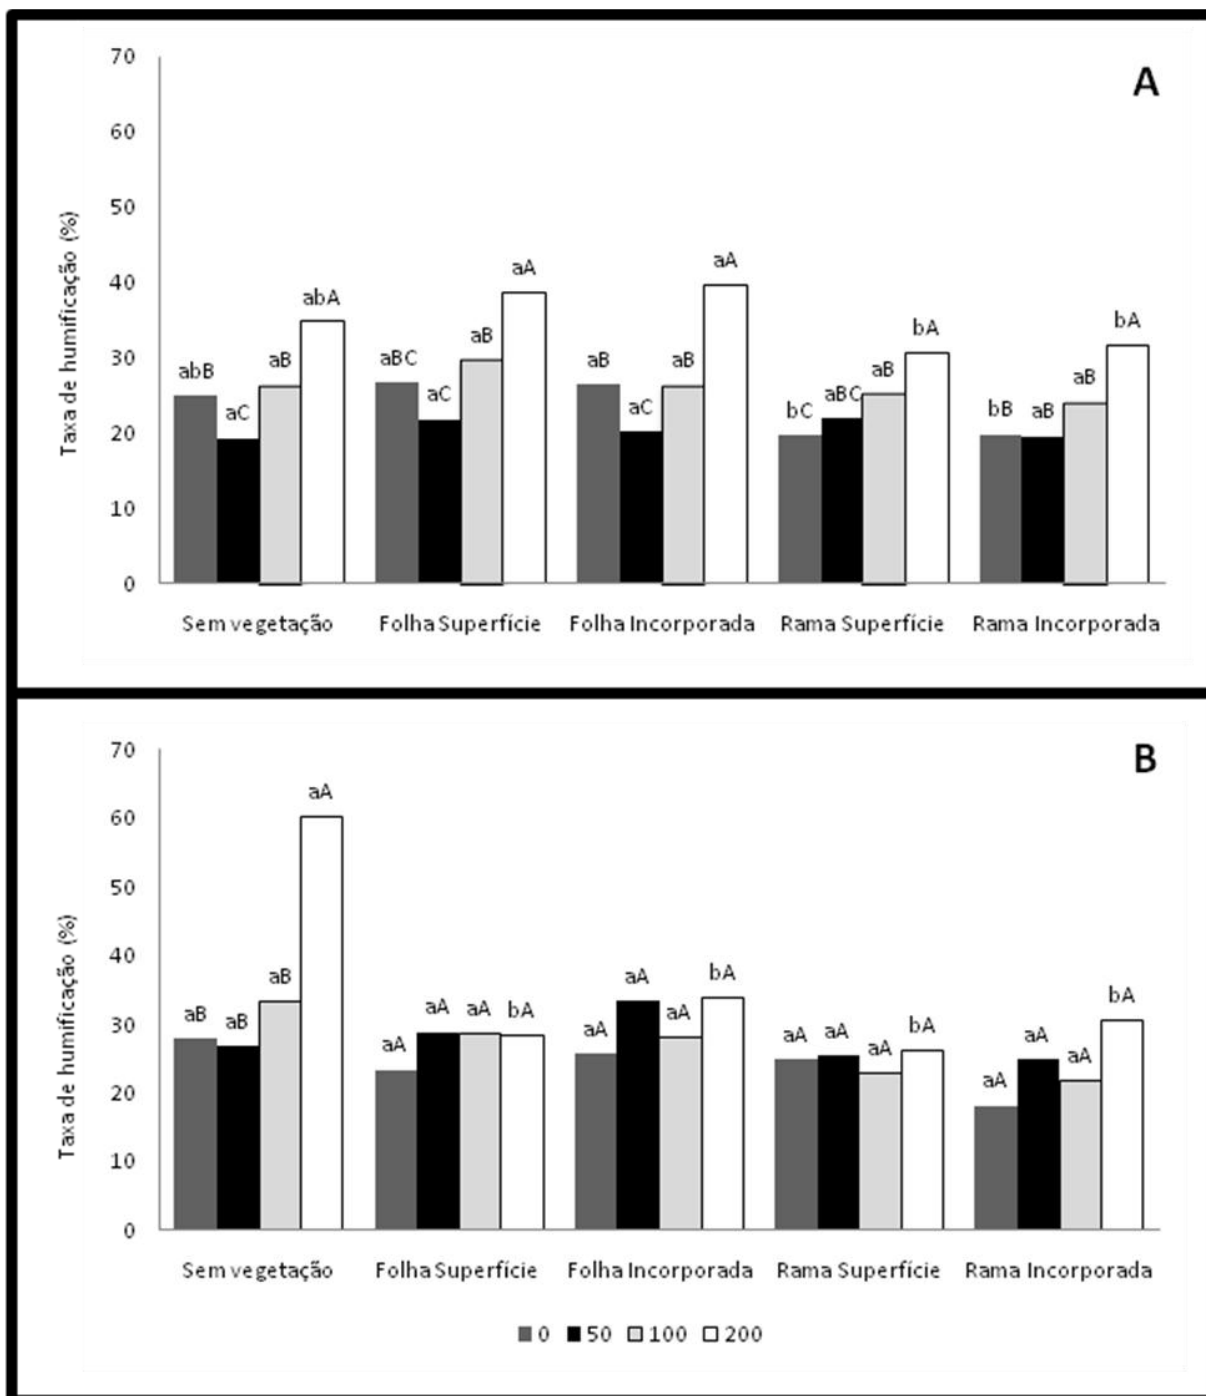 A
70
60
50
40
30
20
10
0
Taxa de humificação (%)
abB aC aB abA
aBC aC aB aA
aB aC aB aA
bC aBC aB bA
bB aB aB bA
Sem vegetação Folha Superfície Folha Incorporada Rama Superfície Rama Incorporada
B
70
60
50
40
30
20
10
0
Taxa de humificação (%)
aB aB aB aA
aA aA aA bA
aA aA aA bA
aA aA aA bA
aA aA aA bA
Sem vegetação Folha Superfície Folha Incorporada Rama Superfície Rama Incorporada
0 50 100 200